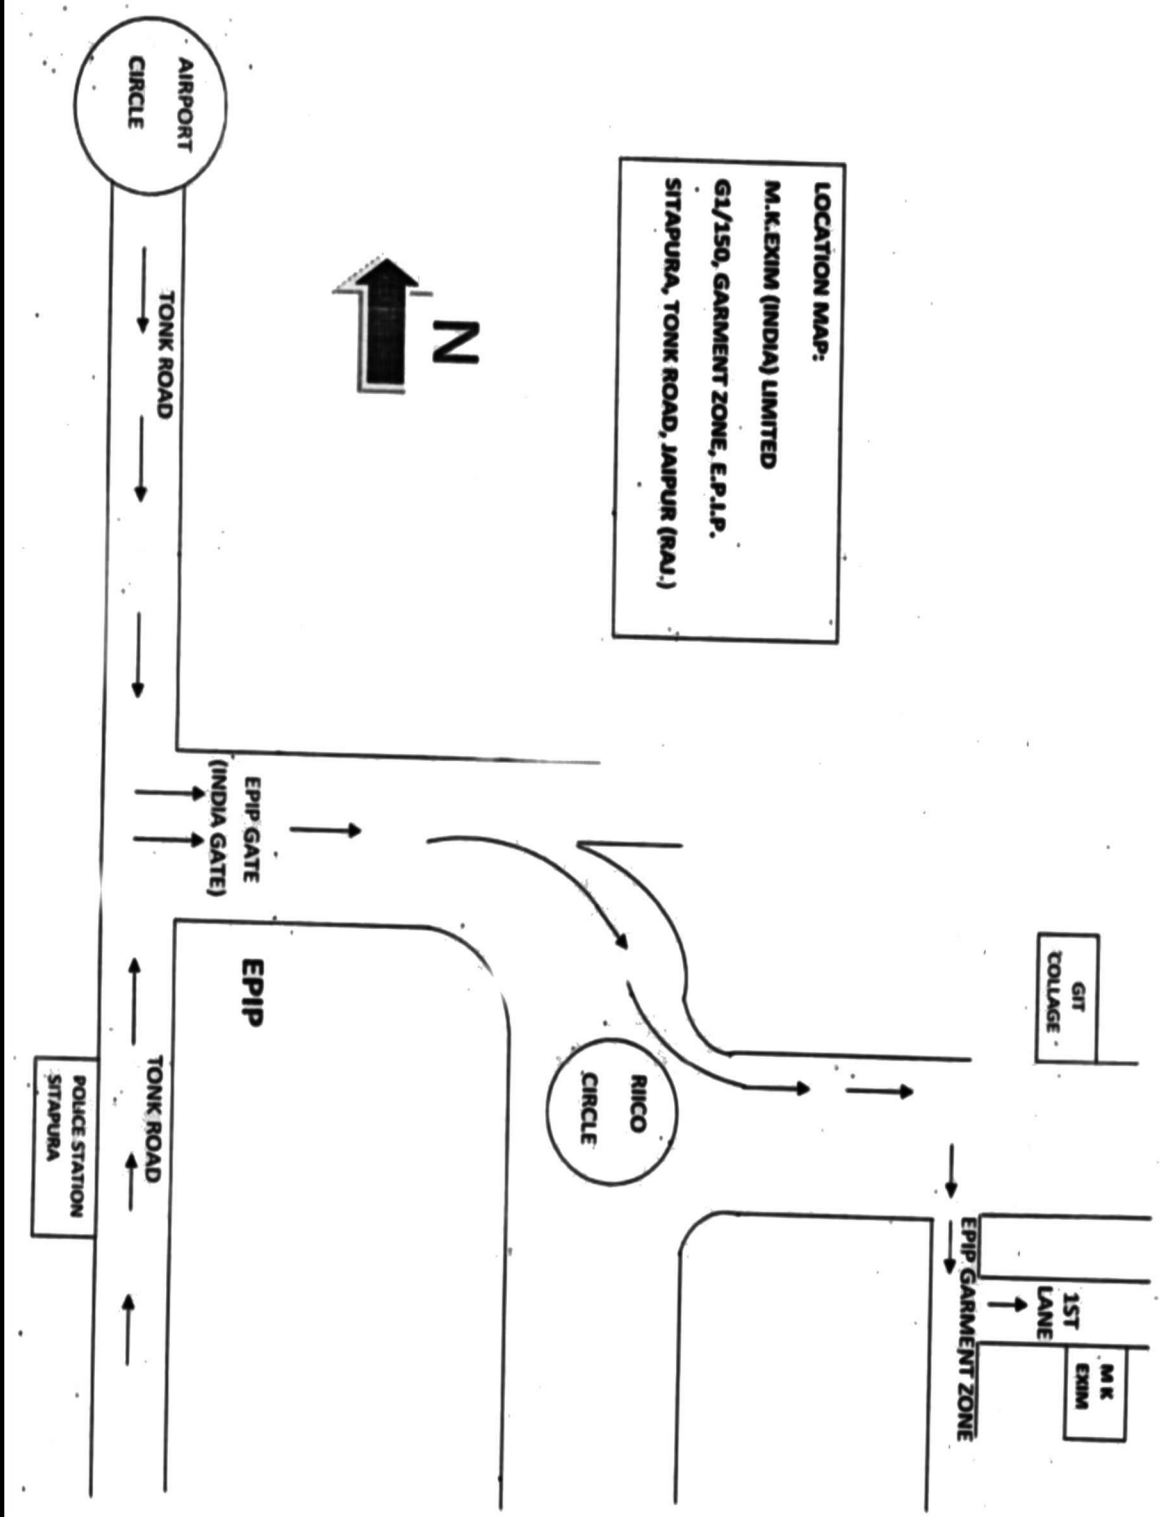 LOCATION MAP:
M.K.EXIM (INDIA) LIMITED
G1/150, GARMENT ZONE, E.P.I.P.
SITAPURA, TONK ROAD, JAIPUR (RAJ.)
AIRPORT
CIRCLE
TONK ROAD
N
EPIP GATE
(INDIA GATE)
EPIP
TONK ROAD
POLICE STATION
SITAPURA
RIICO
CIRCLE
GIT
COLLAGE
EPIP GARMENT ZONE
1ST
LANE
M K
EXIM